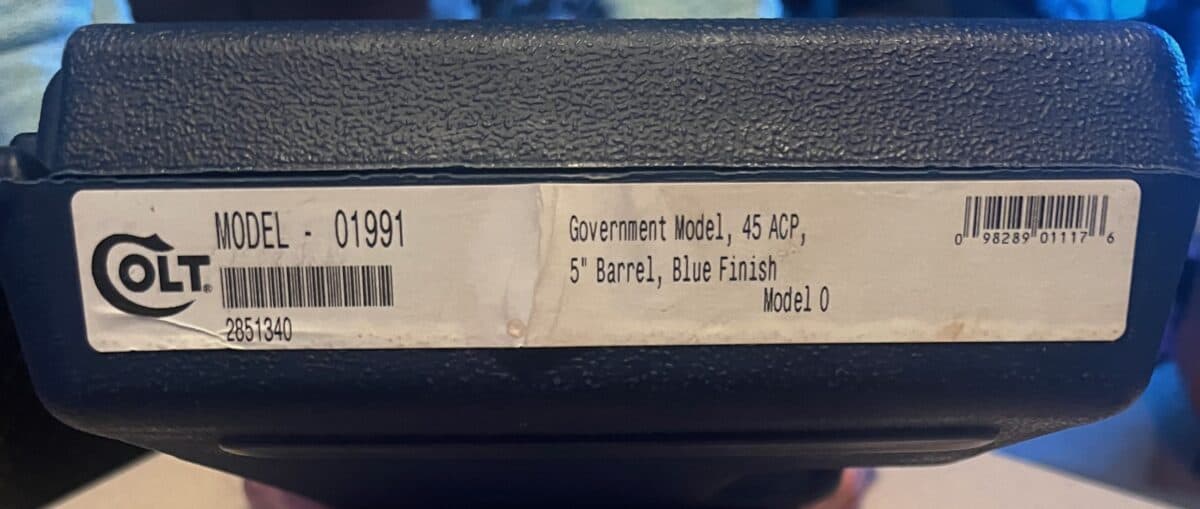 COLT®
MODEL - 01991
2851340
Government Model, 45 ACP,
5" Barrel, Blue Finish
Model O
0 98289 01117 6